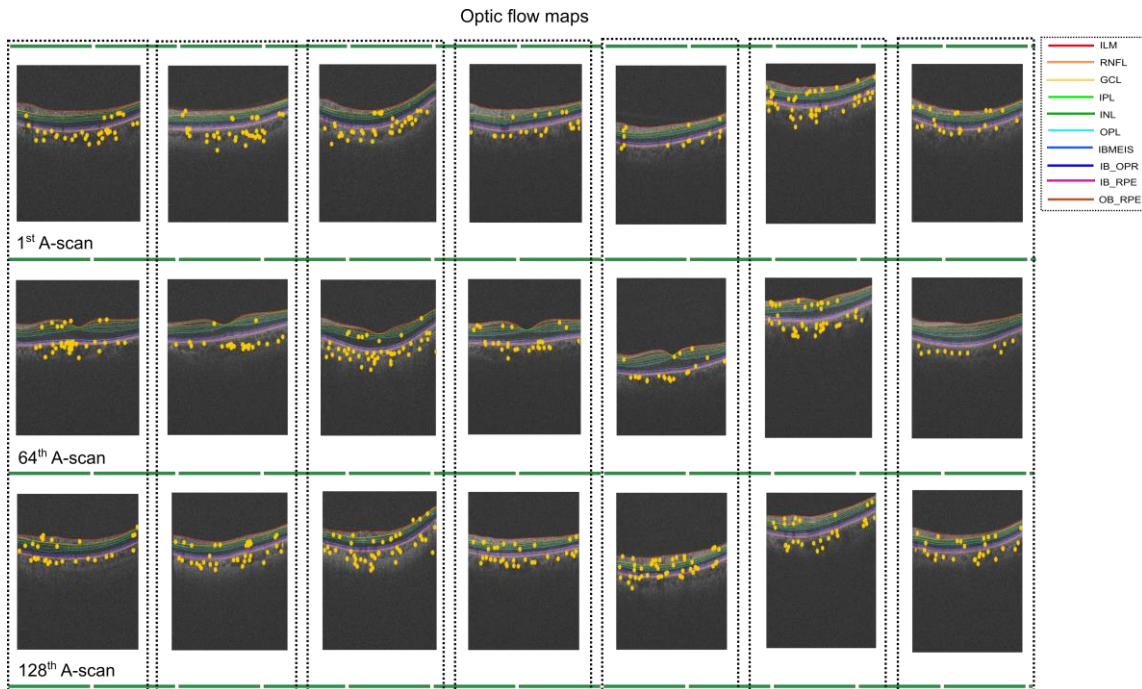 Optic flow maps
ILM
RNFL
GCL
IPL
INL
OPL
IBMEIS
IB_OPR
IB_RPE
OB_RPE
1st A-scan
64th A-scan
128th A-scan